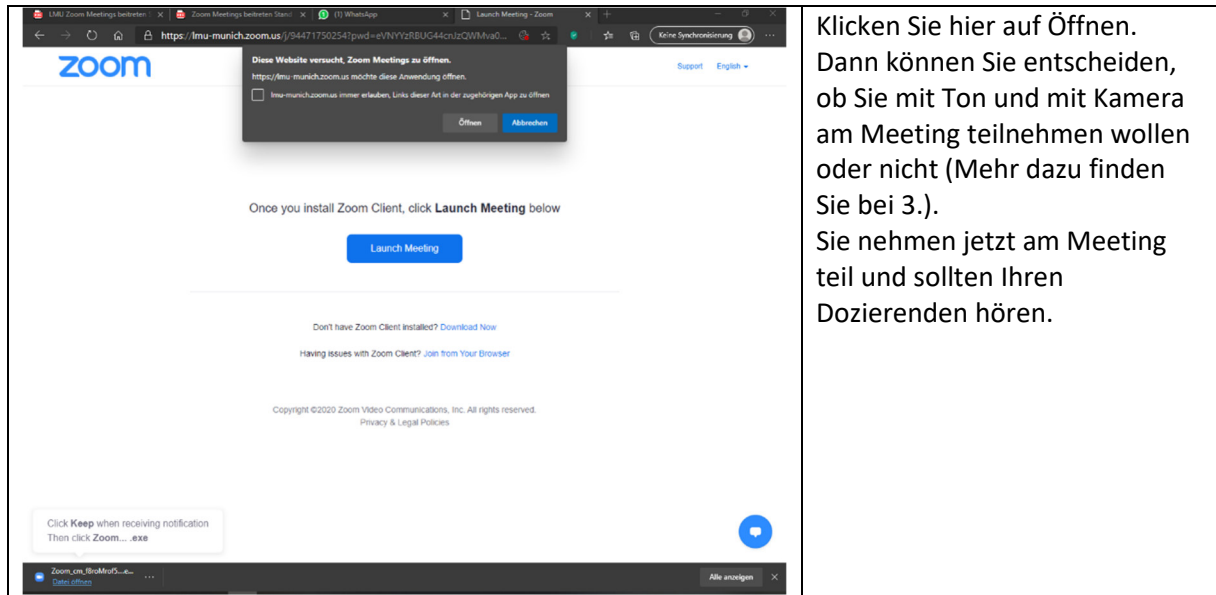 LMU Zoom Meetings beitreten
Zoom Meetings beitreten Stand
(1) WhatsApp
Launch Meeting - Zoom
https://lmu-munich.zoom.us/j/94471750254?pwd=eVNYYzRBUG44cnJzQWMva0...
Keine Synchronisierung
zoom
Support English
Diese Website versucht, Zoom Meetings zu öffnen.
https://lmu-munich.zoom.us möchte diese Anwendung öffnen.
lmu-munich.zoom.us immer erlauben, Links dieser Art in der zugehörigen App zu öffnen
Öffnen Abbrechen
Once you install Zoom Client, click Launch Meeting below
Launch Meeting
Don't have Zoom Client installed? Download Now
Having issues with Zoom Client? Join from Your Browser
Copyright ©2020 Zoom Video Communications, Inc. All rights reserved.
Privacy & Legal Policies
Click Keep when receiving notification
Then click Zoom... .exe
Zoom_cm_f8roMrof5...e...
Datei öffnen
Alle anzeigen
Klicken Sie hier auf Öffnen.
Dann können Sie entscheiden,
ob Sie mit Ton und mit Kamera
am Meeting teilnehmen wollen
oder nicht (Mehr dazu finden
Sie bei 3.).
Sie nehmen jetzt am Meeting
teil und sollten Ihren
Dozierenden hören.